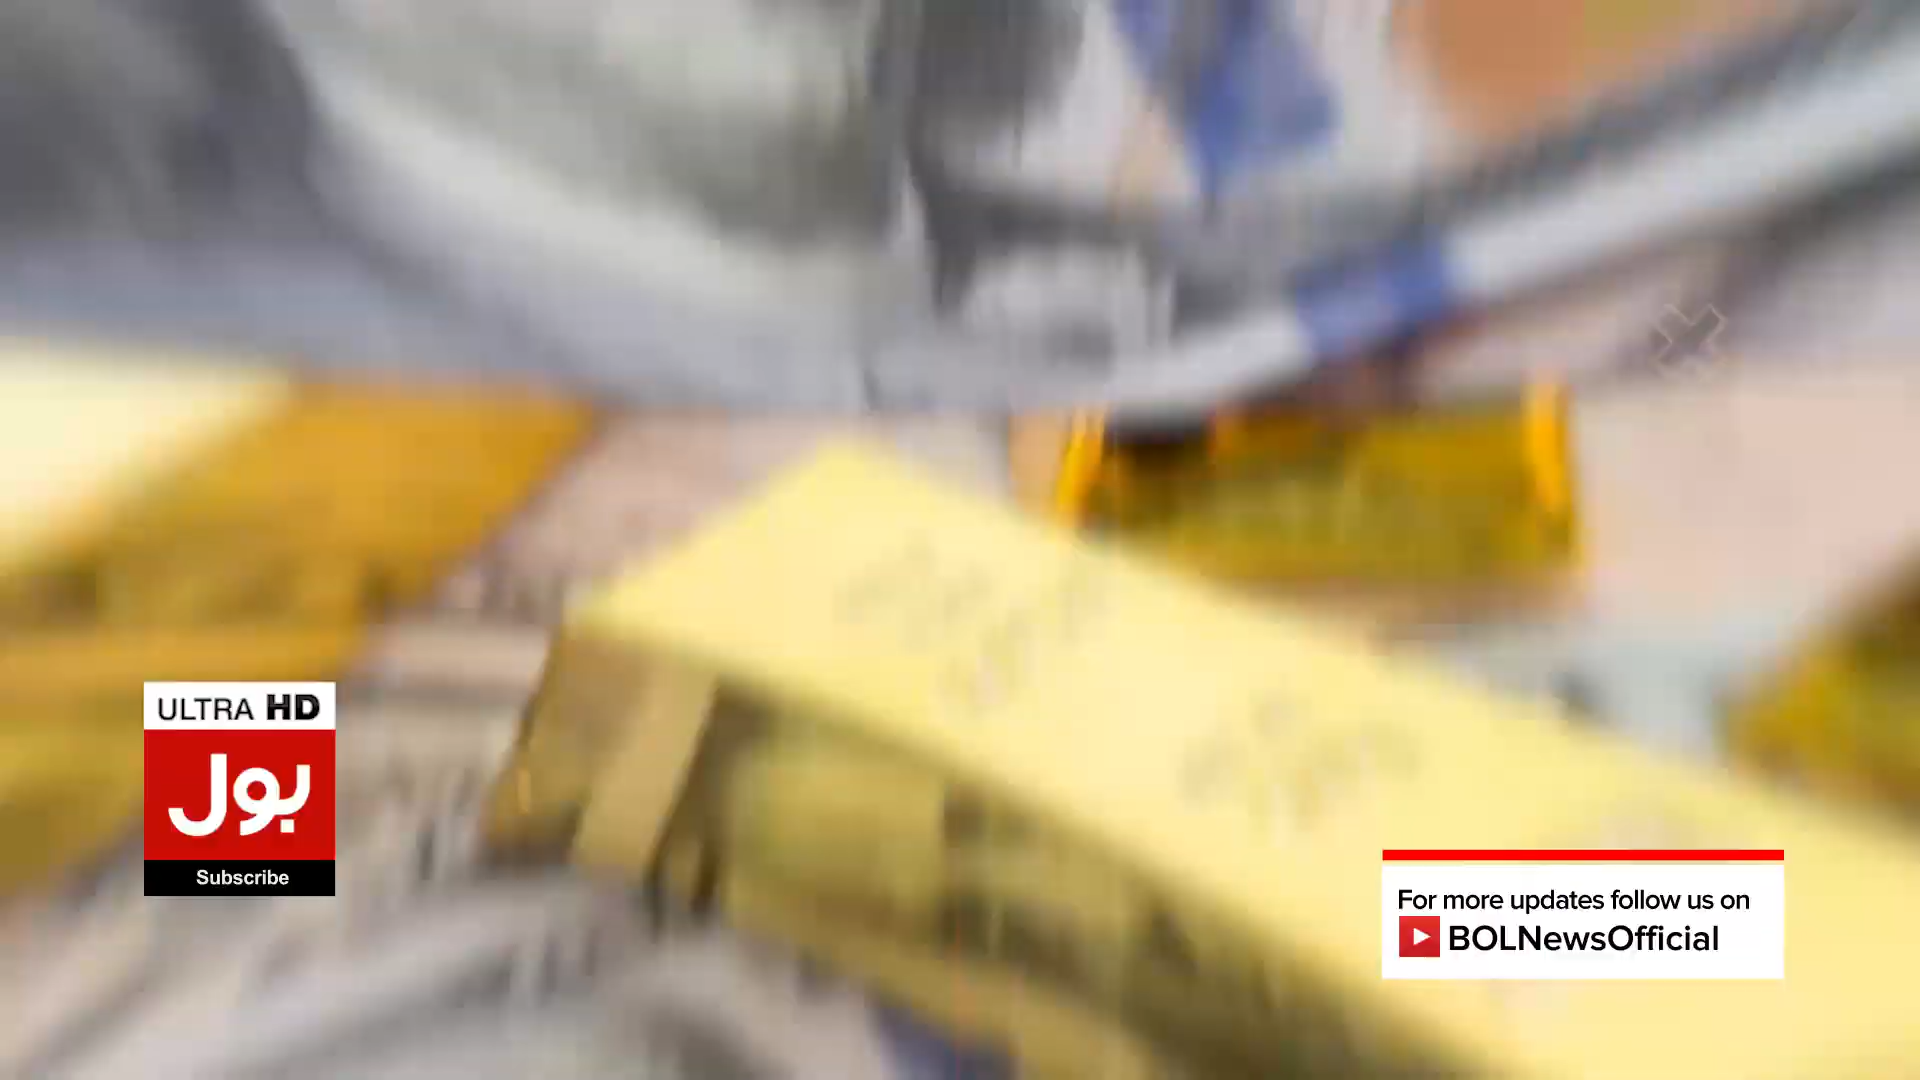 ULTRA HD
بول
Subscribe
For more updates follow us on
BOLNewsOfficial